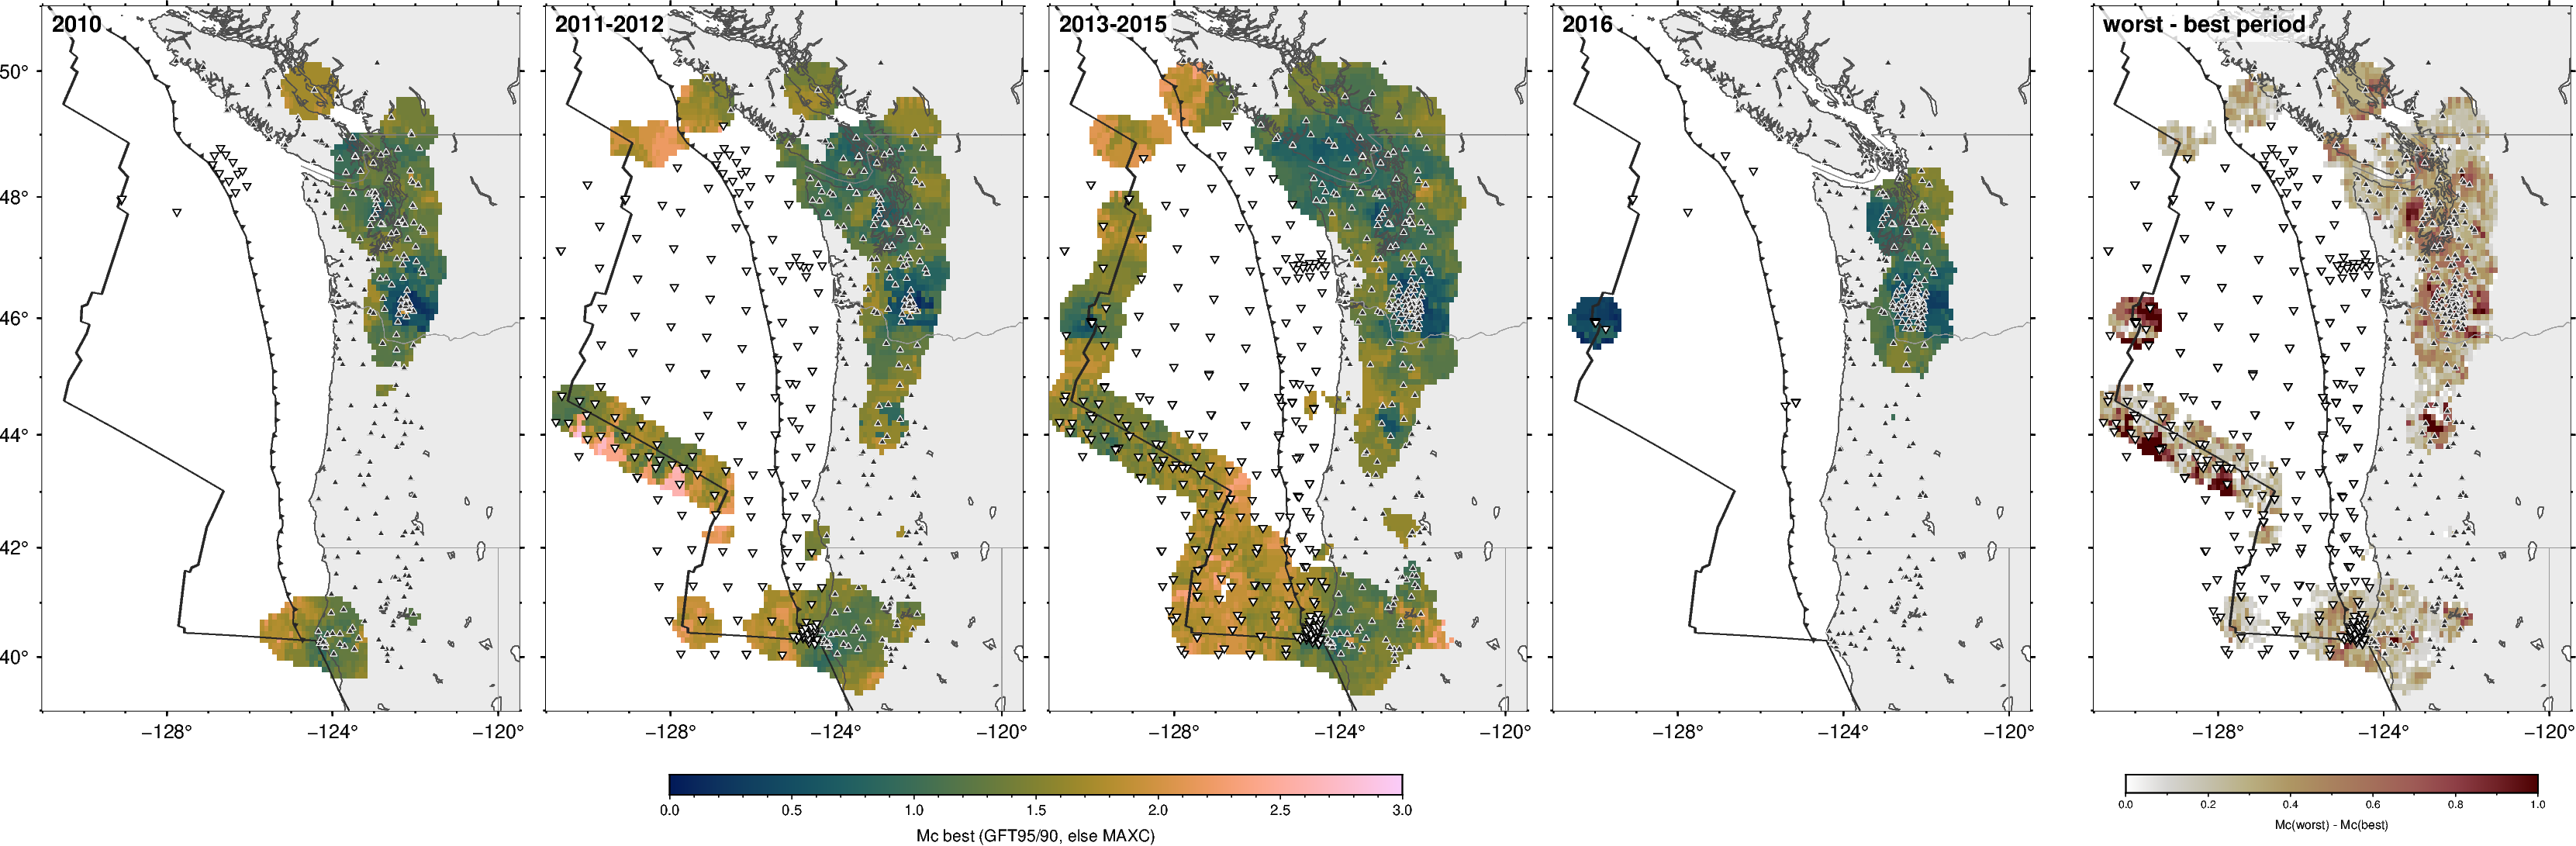 2010
2011-2012
2013-2015
2016
worst - best period
50°
48°
46°
44°
42°
40°
−128° −124° −120°
−128° −124° −120°
−128° −124° −120°
−128° −124° −120°
−128° −124° −120°
0.0 0.5 1.0 1.5 2.0 2.5 3.0
Mc best (GFT95/90, else MAXC)
0.0 0.2 0.4 0.6 0.8 1.0
Mc(worst) - Mc(best)